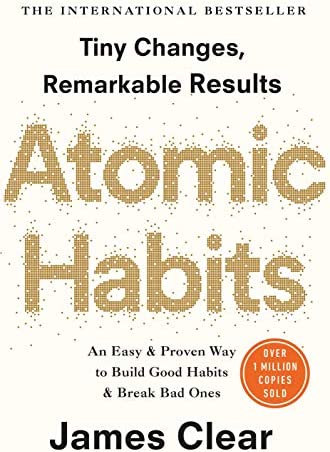 THE INTERNATIONAL BESTSELLER
Tiny Changes,
Remarkable Results
Atomic
Habits
An Easy & Proven Way
to Build Good Habits
& Break Bad Ones
OVER
1 MILLION
COPIES
SOLD
James Clear